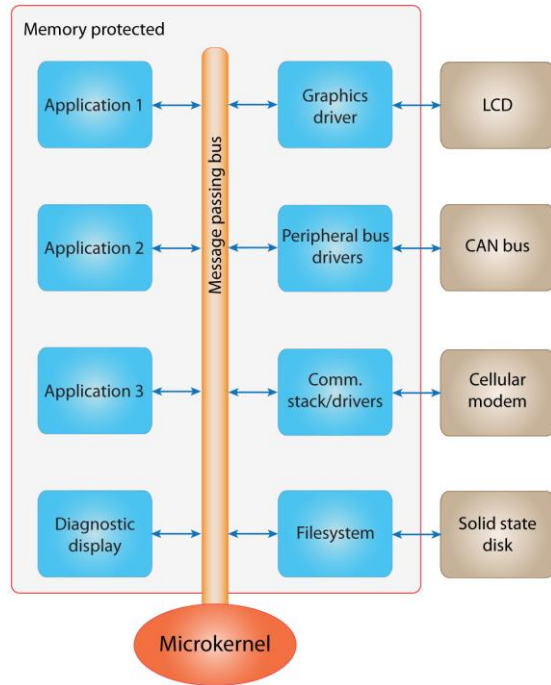 Memory protected
Application 1
Graphics
driver
LCD
Message passing bus
Application 2
Peripheral bus
drivers
CAN bus
Application 3
Comm.
stack/drivers
Cellular
modem
Diagnostic
display
Filesystem
Solid state
disk
Microkernel